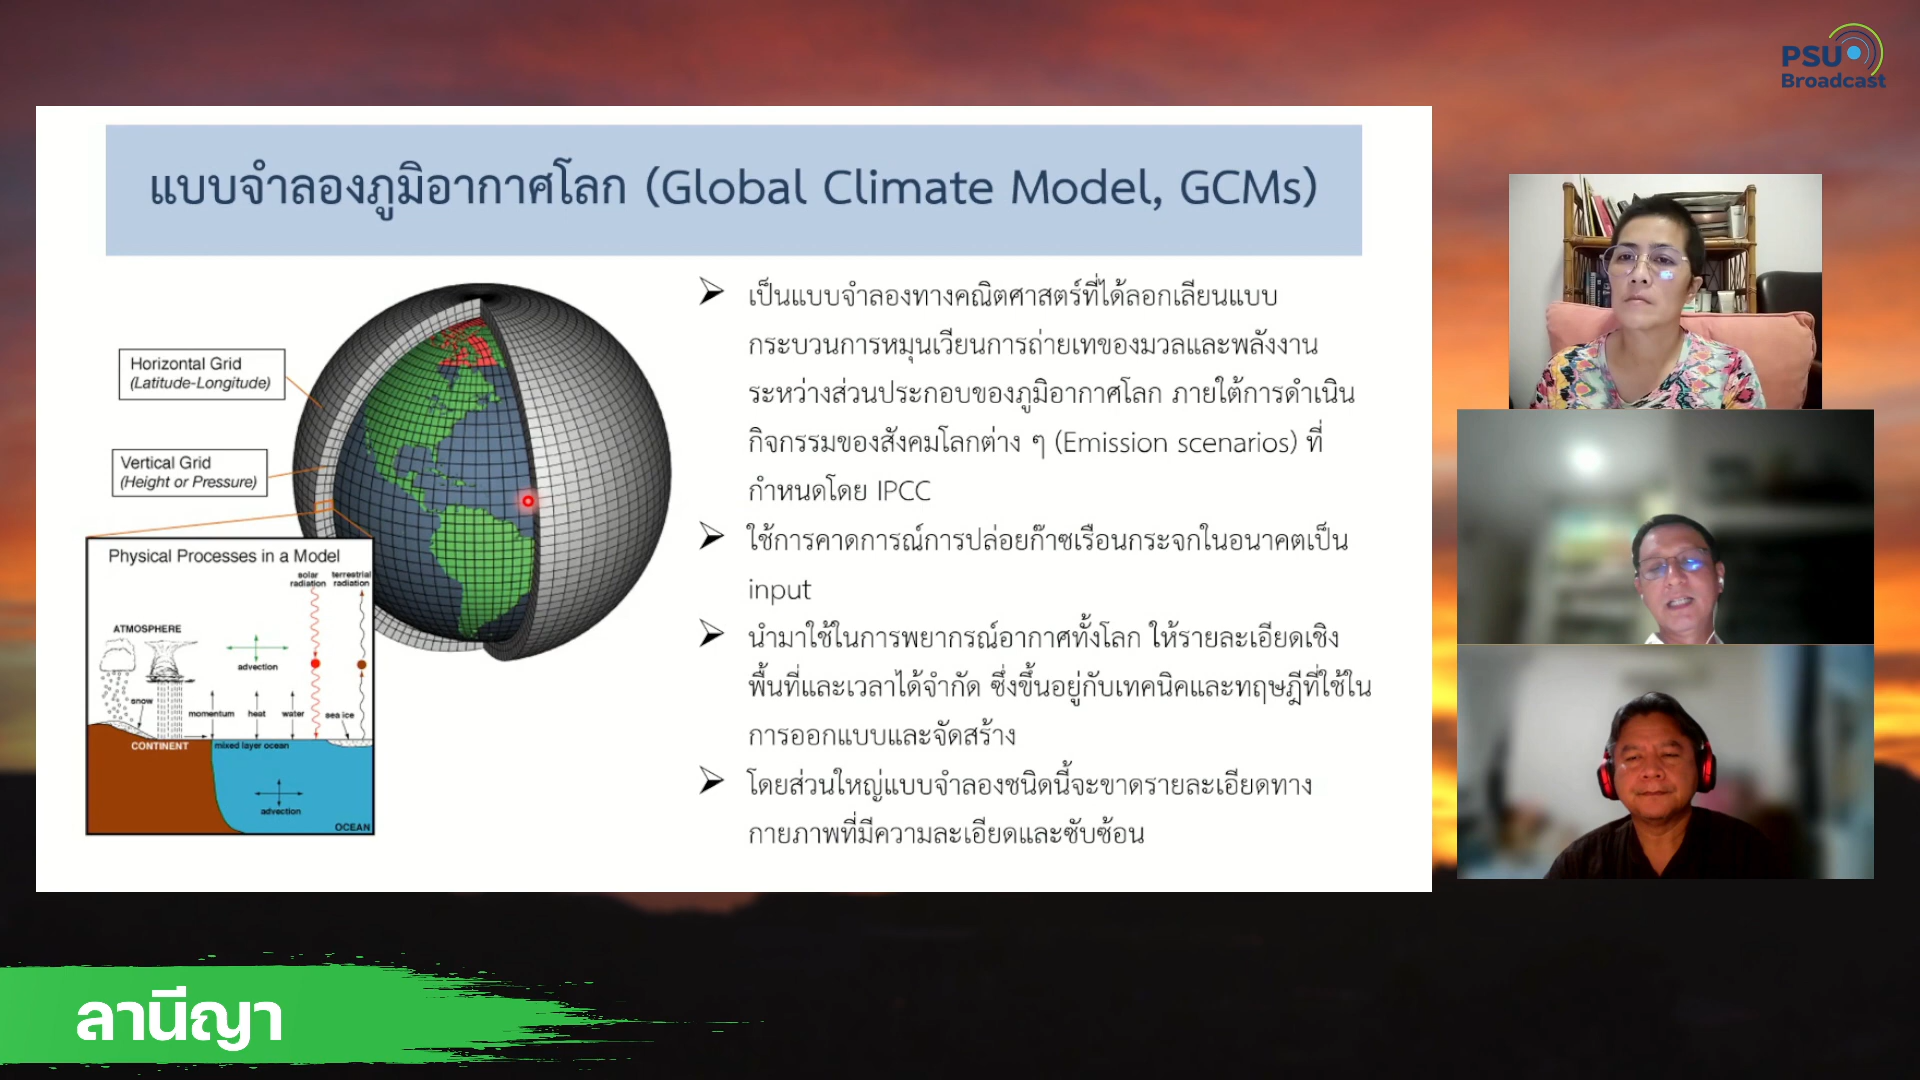 PSU
Broadcast
แบบจำลองภูมิอากาศโลก (Global Climate Model, GCMs)
Horizontal Grid
(Latitude-Longitude)
Vertical Grid
(Height or Pressure)
Physical Processes in a Model
solar
radiation
terrestrial
radiation
ATMOSPHERE
advection
snow
momentum
heat
water
sea ice
CONTINENT
mixed layer ocean
advection
OCEAN
เป็นแบบจำลองทางคณิตศาสตร์ที่ได้ลอกเลียนแบบ
กระบวนการหมุนเวียนการถ่ายเทของมวลและพลังงาน
ระหว่างส่วนประกอบของภูมิอากาศโลก ภายใต้การดำเนิน
กิจกรรมของสังคมโลกต่าง ๆ (Emission scenarios) ที่
กำหนดโดย IPCC
ใช้การคาดการณ์การปล่อยก๊าซเรือนกระจกในอนาคตเป็น
input
นำมาใช้ในการพยากรณ์อากาศทั้งโลก ให้รายละเอียดเชิง
พื้นที่และเวลาได้จำกัด ซึ่งขึ้นอยู่กับเทคนิคและทฤษฎีที่ใช้ใน
การออกแบบและจัดสร้าง
โดยส่วนใหญ่แบบจำลองชนิดนี้จะขาดรายละเอียดทาง
กายภาพที่มีความละเอียดและซับซ้อน
ลานีญา